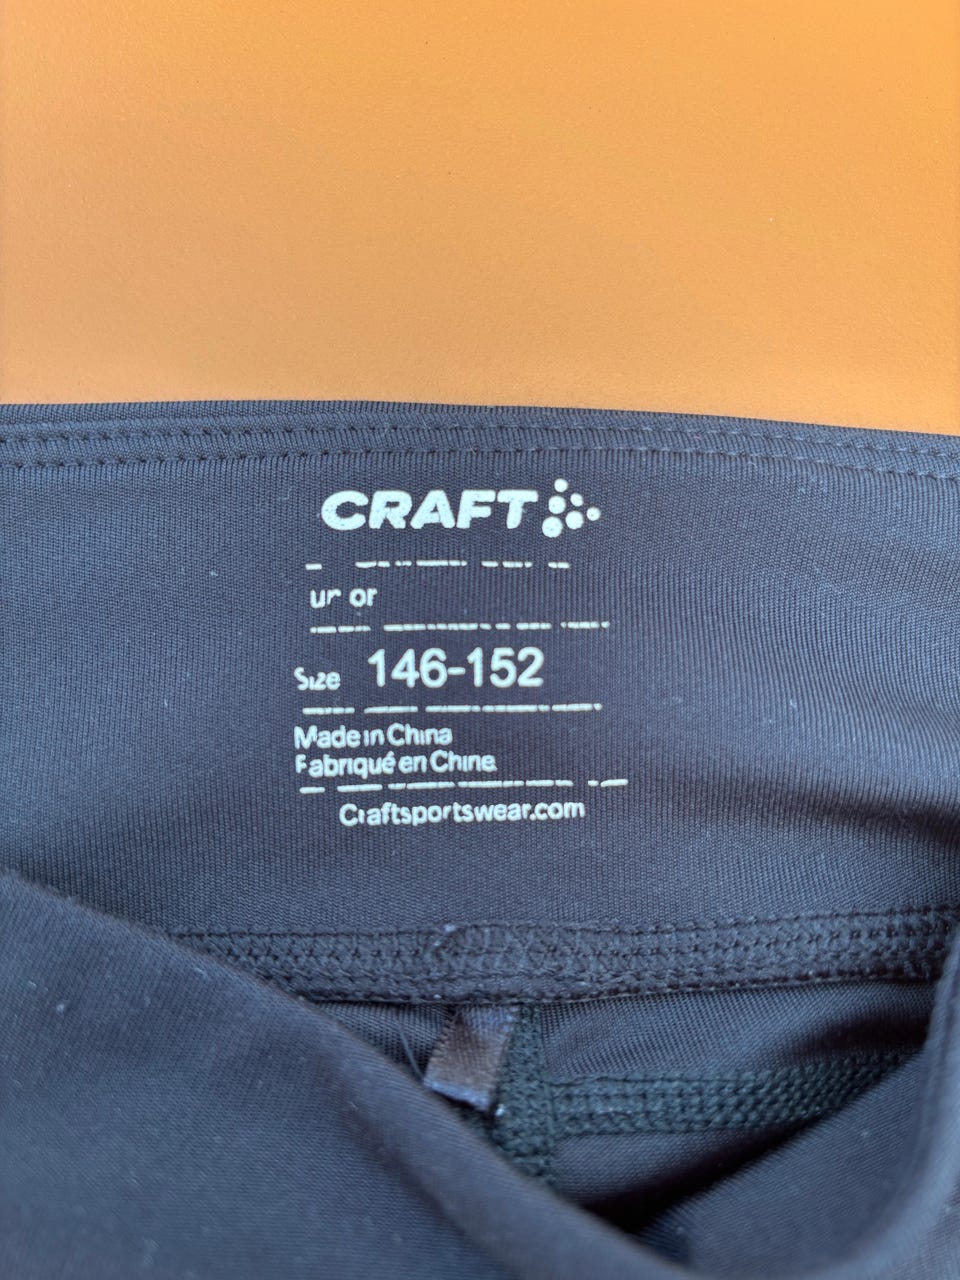 CRAFT
Size 146-152
Made in China
Fabriqué en Chine
Craftsportswear.com